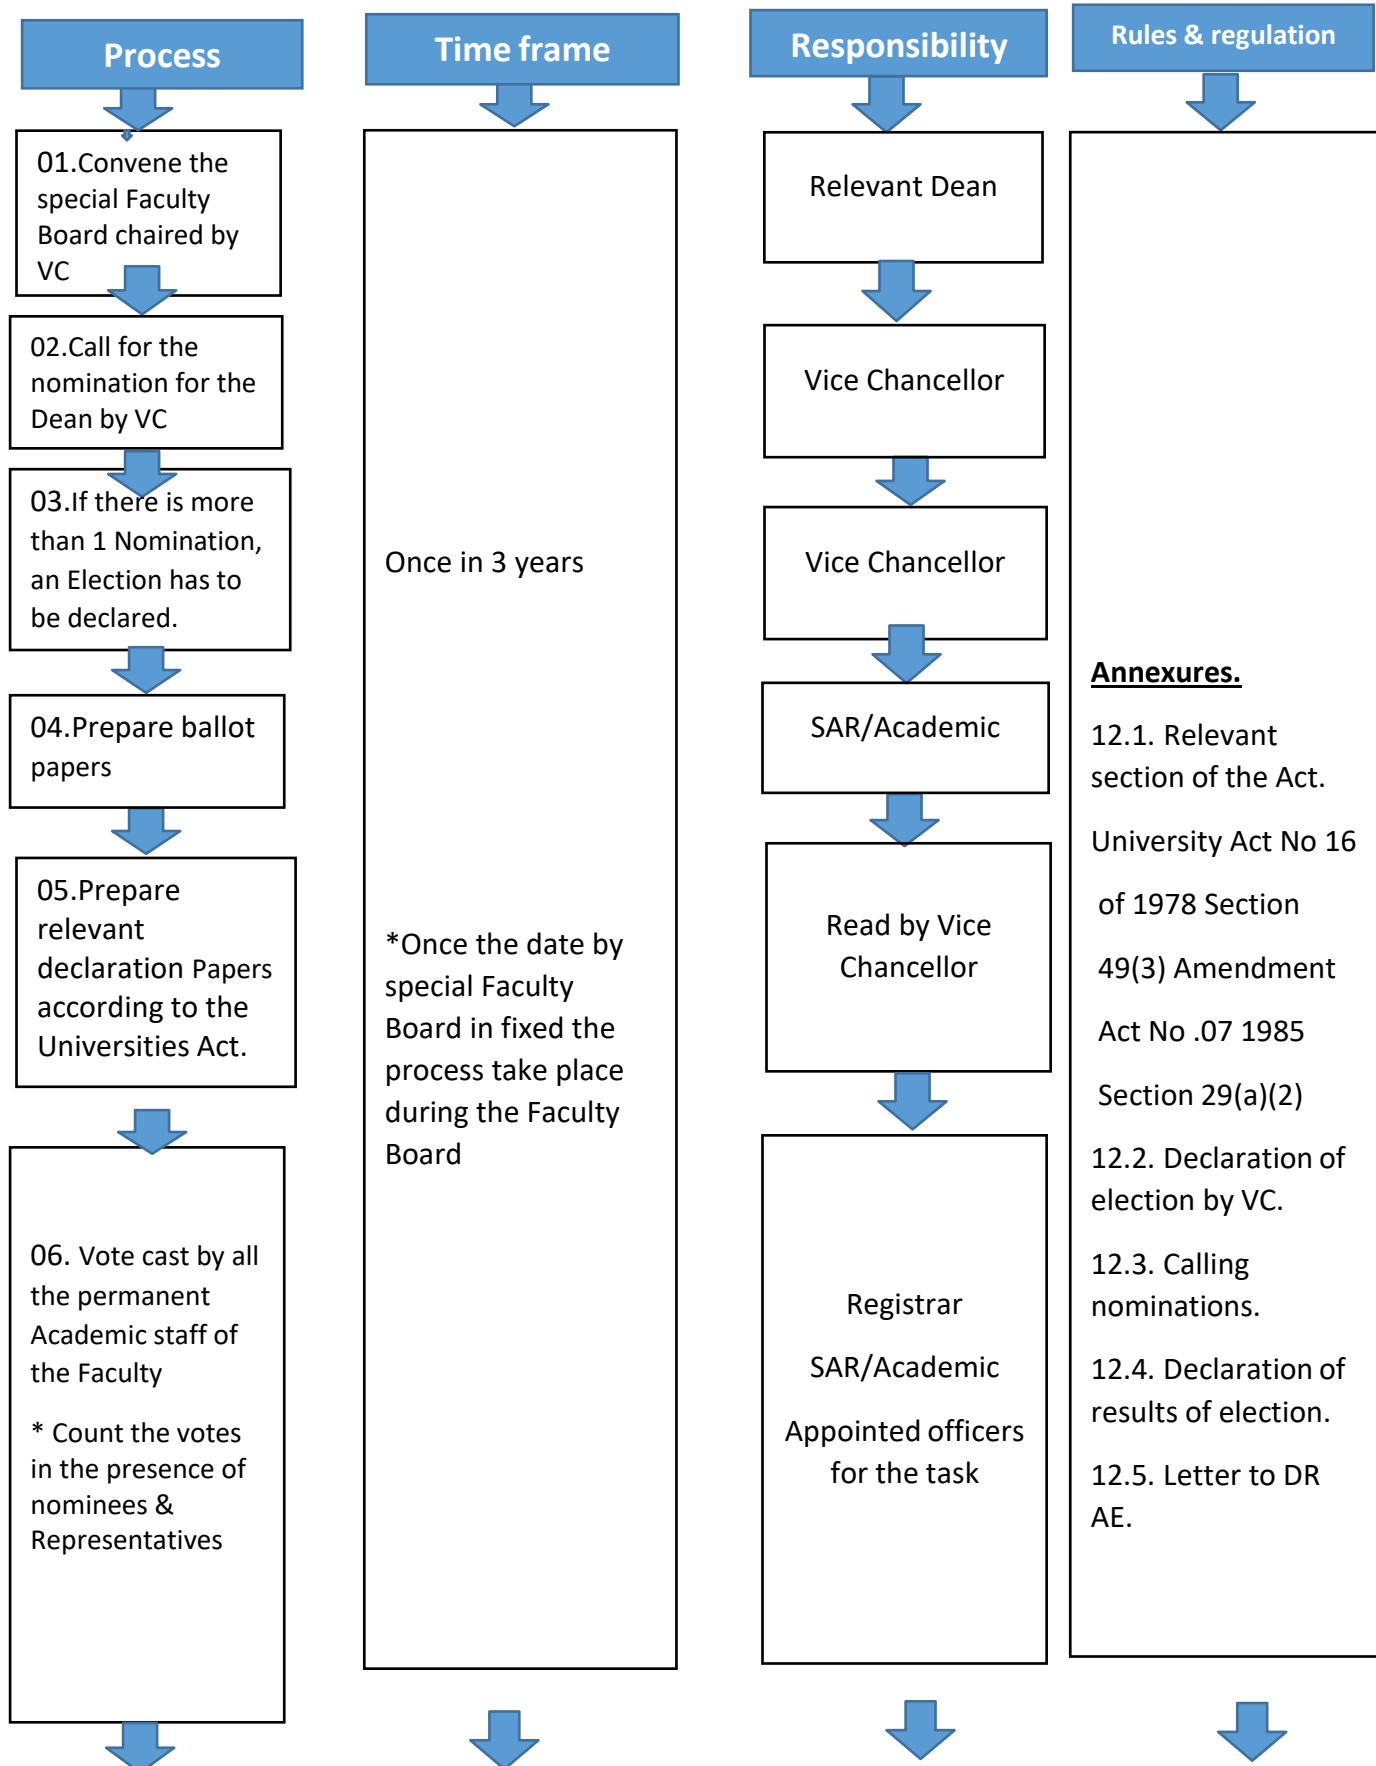 Process
Time frame
Responsibility
Rules & regulation
01.Convene the
special Faculty
Board chaired by
VC
02.Call for the
nomination for the
Dean by VC
03.If there is more
than 1 Nomination,
an Election has to
be declared.
04.Prepare ballot
papers
05.Prepare
relevant
declaration Papers
according to the
Universities Act.
06. Vote cast by all
the permanent
Academic staff of
the Faculty
* Count the votes
in the presence of
nominees &
Representatives
Once in 3 years
*Once the date by
special Faculty
Board in fixed the
process take place
during the Faculty
Board
Relevant Dean
Vice Chancellor
Vice Chancellor
SAR/Academic
Read by Vice
Chancellor
Registrar
SAR/Academic
Appointed officers
for the task
Annexures.
12.1. Relevant
section of the Act.
University Act No 16
of 1978 Section
49(3) Amendment
Act No .07 1985
Section 29(a)(2)
12.2. Declaration of
election by VC.
12.3. Calling
nominations.
12.4. Declaration of
results of election.
12.5. Letter to DR
AE.